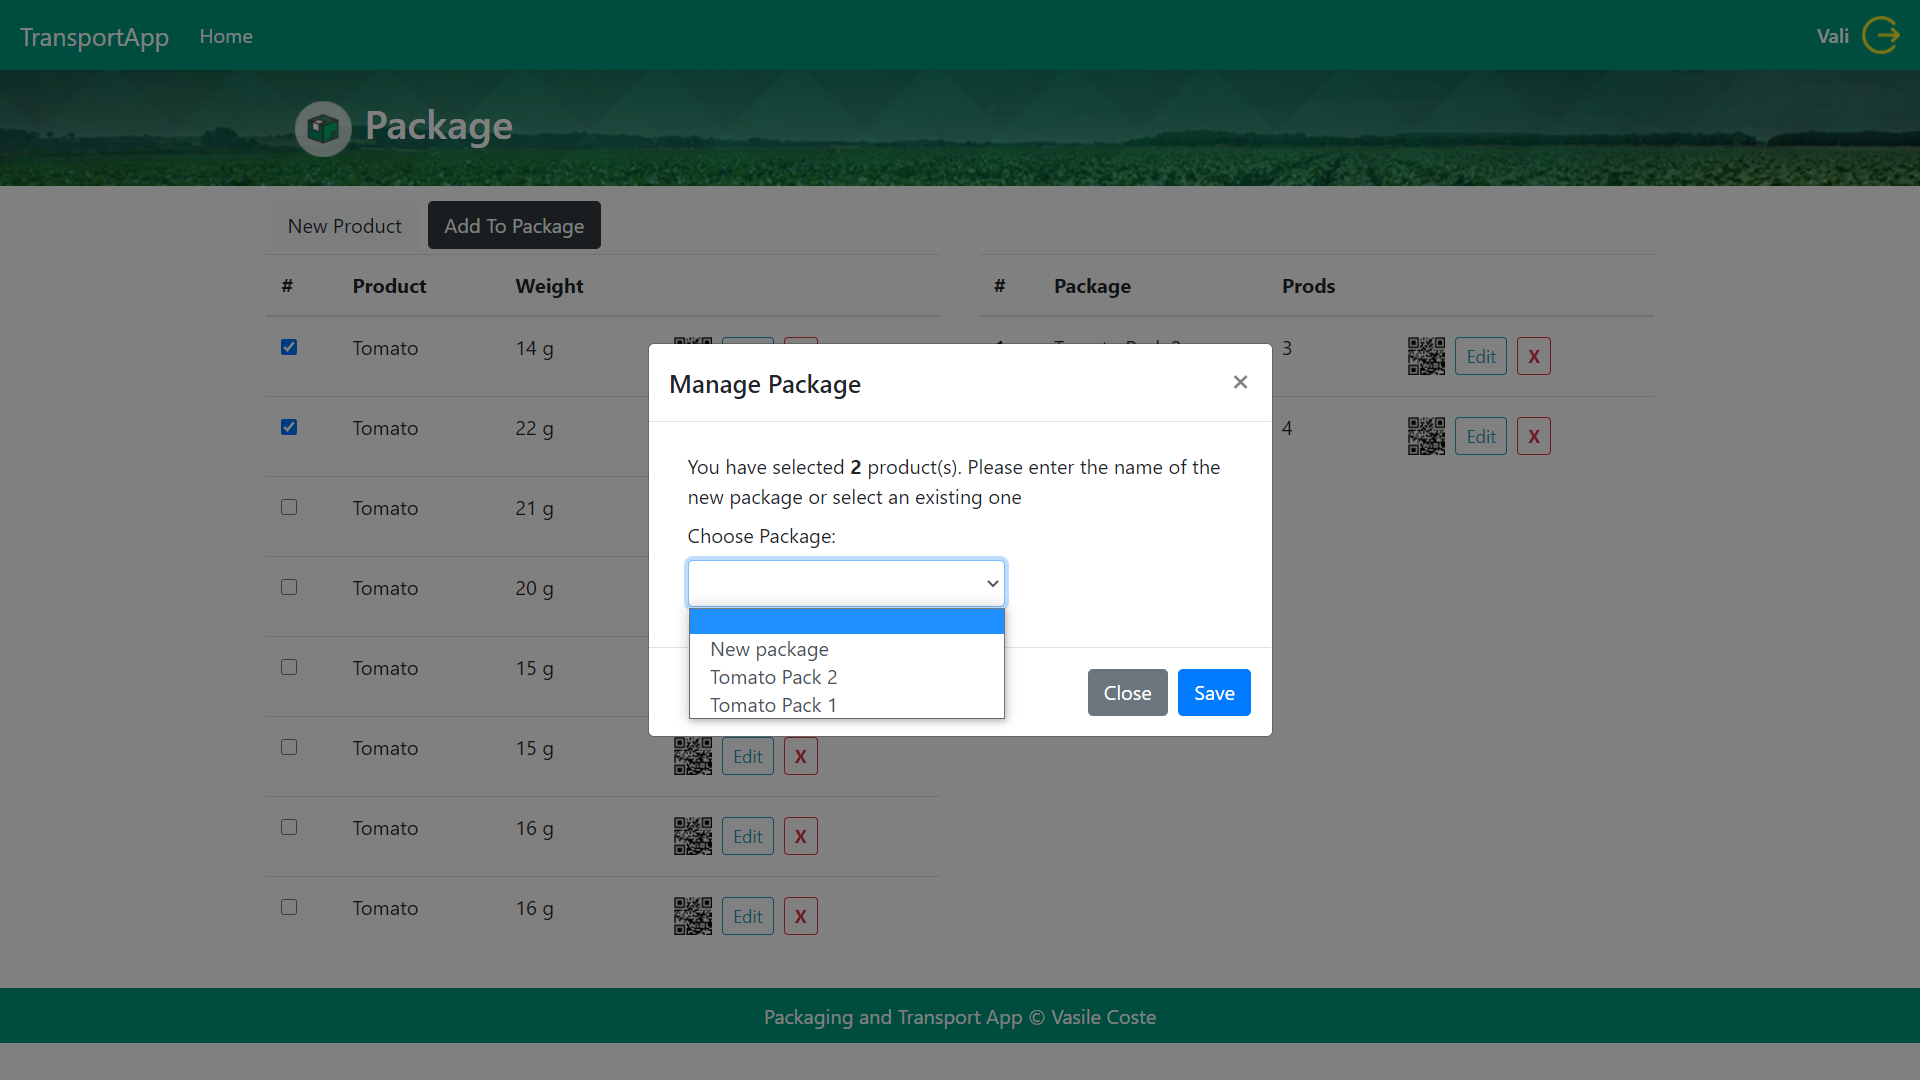 TransportApp Home Vali
Package
New Product Add To Package
# Product Weight # Package Prods
Tomato 14 g 3 Edit X
Tomato 22 g 4 Edit X
Tomato 21 g
Tomato 20 g
Tomato 15 g
Tomato 15 g Edit X
Tomato 16 g Edit X
Tomato 16 g Edit X
Manage Package ×
You have selected 2 product(s). Please enter the name of the
new package or select an existing one
Choose Package:
New package
Tomato Pack 2
Tomato Pack 1
Close Save
Packaging and Transport App © Vasile Coste